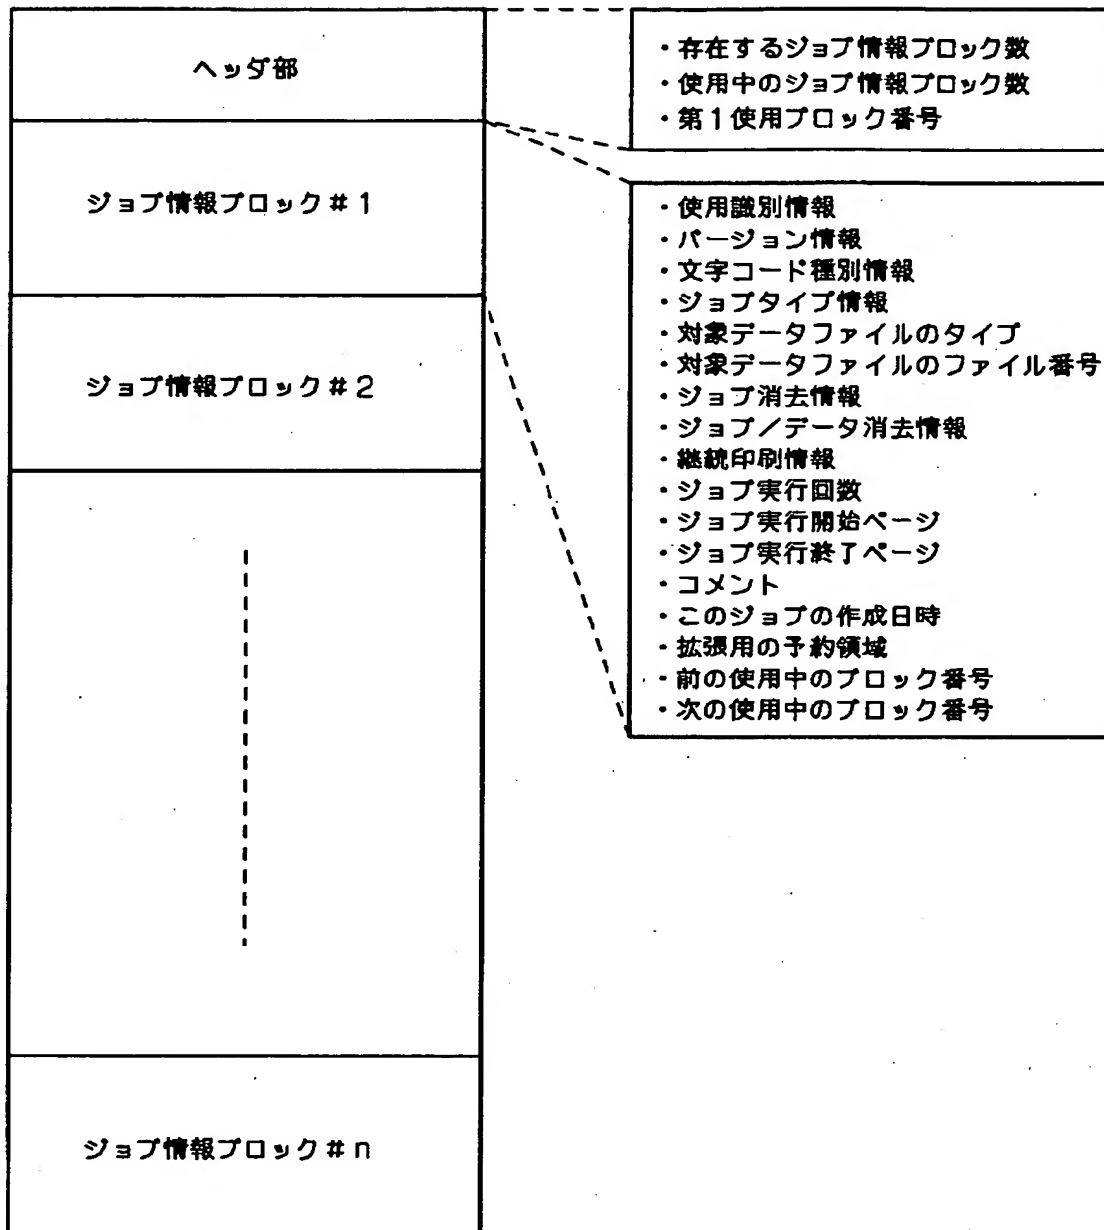 ヘッダ部
・存在するジョブ情報ブロック数
・使用中のジョブ情報ブロック数
・第1使用ブロック番号
ジョブ情報ブロック#1
・使用識別情報
・バージョン情報
・文字コード種別情報
・ジョブタイプ情報
・対象データファイルのタイプ
・対象データファイルのファイル番号
・ジョブ消去情報
・ジョブ/データ消去情報
・継続印刷情報
・ジョブ実行回数
・ジョブ実行開始ページ
・ジョブ実行終了ページ
・コメント
・このジョブの作成日時
・拡張用の予約領域
・前の使用中のブロック番号
・次の使用中のブロック番号
ジョブ情報ブロック#2
ジョブ情報ブロック#n